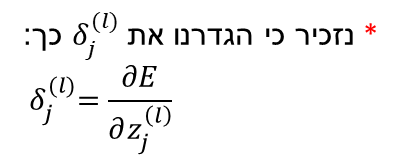 * נזכיר כי הגדרנו את δ_j^(l) כך:
δ_j^(l) = ∂E / ∂z_j^(l)